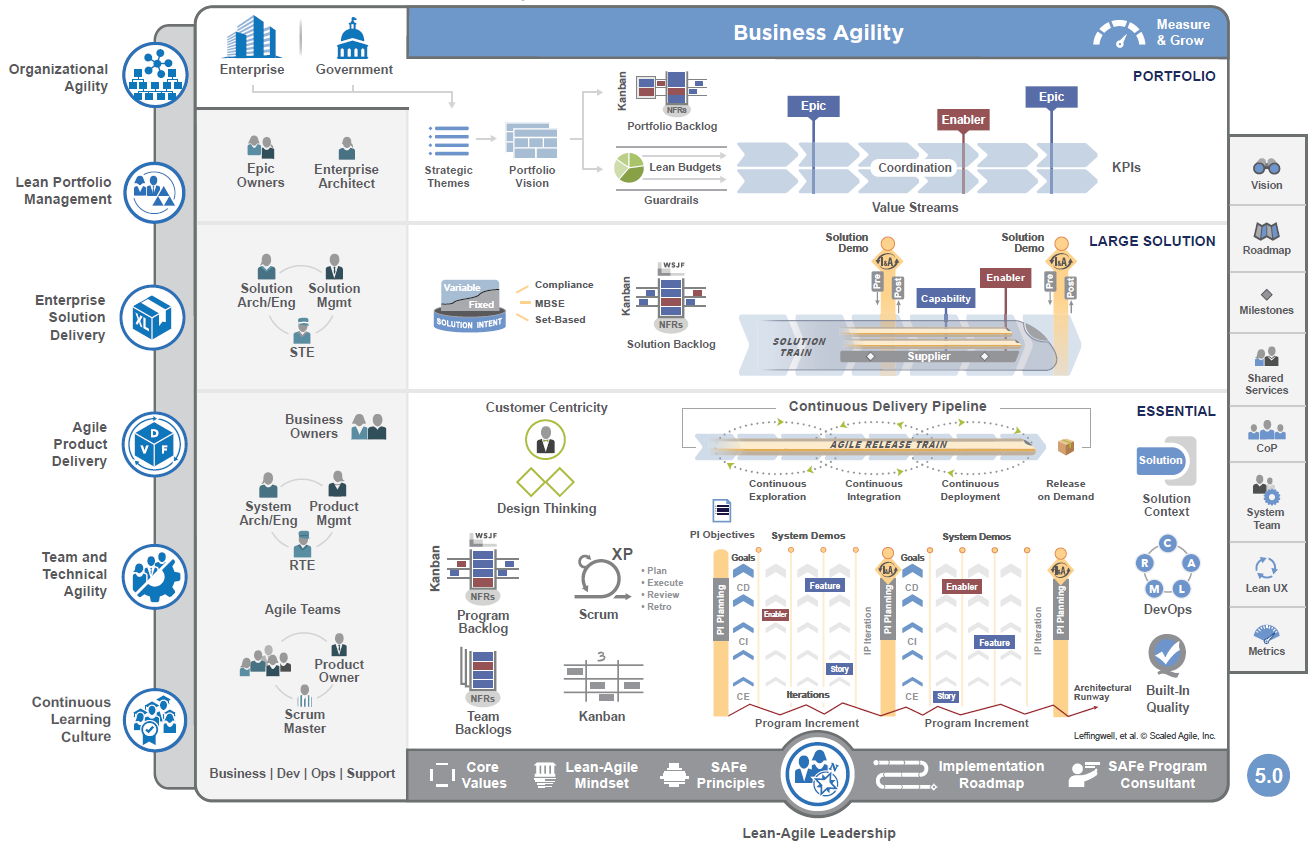 Business Agility
Measure
& Grow
Enterprise
Government
Organizational
Agility
Lean Portfolio
Management
Enterprise
Solution
Delivery
Agile
Product
Delivery
Team and
Technical
Agility
Continuous
Learning
Culture
XL
D
V
F
PORTFOLIO
Epic
Owners
Enterprise
Architect
Strategic
Themes
Portfolio
Vision
Kanban
NFRs
Portfolio Backlog
Lean Budgets
Guardrails
Epic
Enabler
Epic
Coordination
KPIs
Value Streams
LARGE SOLUTION
Solution
Arch/Eng
Solution
Mgmt
STE
Variable
Fixed
SOLUTION INTENT
Compliance
MBSE
Set-Based
WSJF
Kanban
NFRs
Solution Backlog
Solution
Demo
I&A
Pre
Post
Capability
Enabler
Solution
Demo
I&A
Pre
Post
SOLUTION
TRAIN
Supplier
ESSENTIAL
Business
Owners
System
Arch/Eng
Product
Mgmt
RTE
Agile Teams
Product
Owner
Scrum
Master
Business | Dev | Ops | Support
Customer Centricity
Design Thinking
Continuous Delivery Pipeline
AGILE RELEASE TRAIN
Continuous
Exploration
Continuous
Integration
Continuous
Deployment
Release
on Demand
Solution
Solution
Context
WSJF
Kanban
NFRs
Program
Backlog
XP
Scrum
• Plan
• Execute
• Review
• Retro
NFRs
Team
Backlogs
3
Kanban
PI Objectives
PI Planning
Goals
System Demos
CD
CI
CE
Feature
Enabler
Story
Iterations
IP Iteration
Program Increment
I&A
PI Planning
Goals
System Demos
CD
CI
CE
Enabler
Feature
Story
IP Iteration
Program Increment
I&A
PI Planning
Architectural
Runway
C
A
L
M
R
DevOps
Built-In
Quality
Leffingwell, et al. © Scaled Agile, Inc.
Vision
Roadmap
Milestones
Shared
Services
CoP
System
Team
Lean UX
Metrics
Core
Values
Lean-Agile
Mindset
SAFe
Principles
N
Implementation
Roadmap
SAFe Program
Consultant
Lean-Agile Leadership
5.0